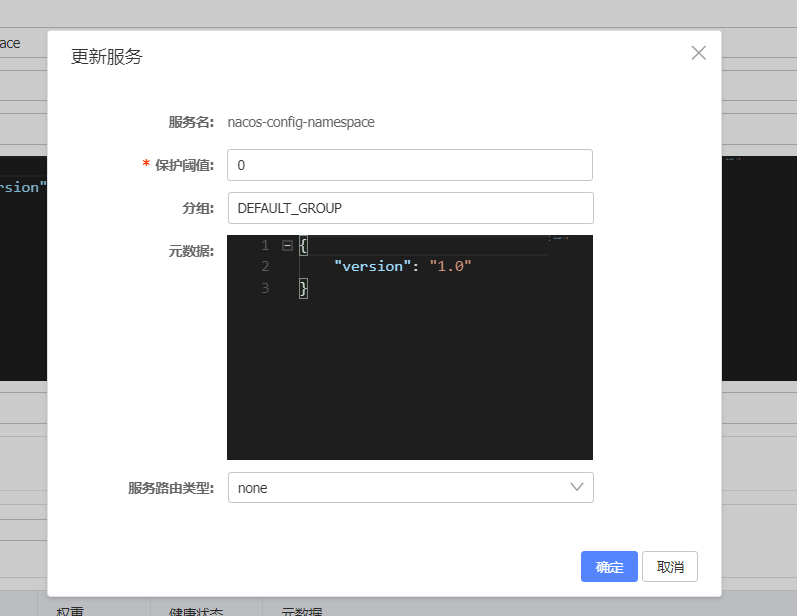 ace
更新服务
服务名: nacos-config-namespace
* 保护阈值: 0
分组: DEFAULT_GROUP
元数据:
1 {
2 "version": "1.0"
3 }
rsion"
服务路由类型: none
确定 取消
权重 健康状态 元数据